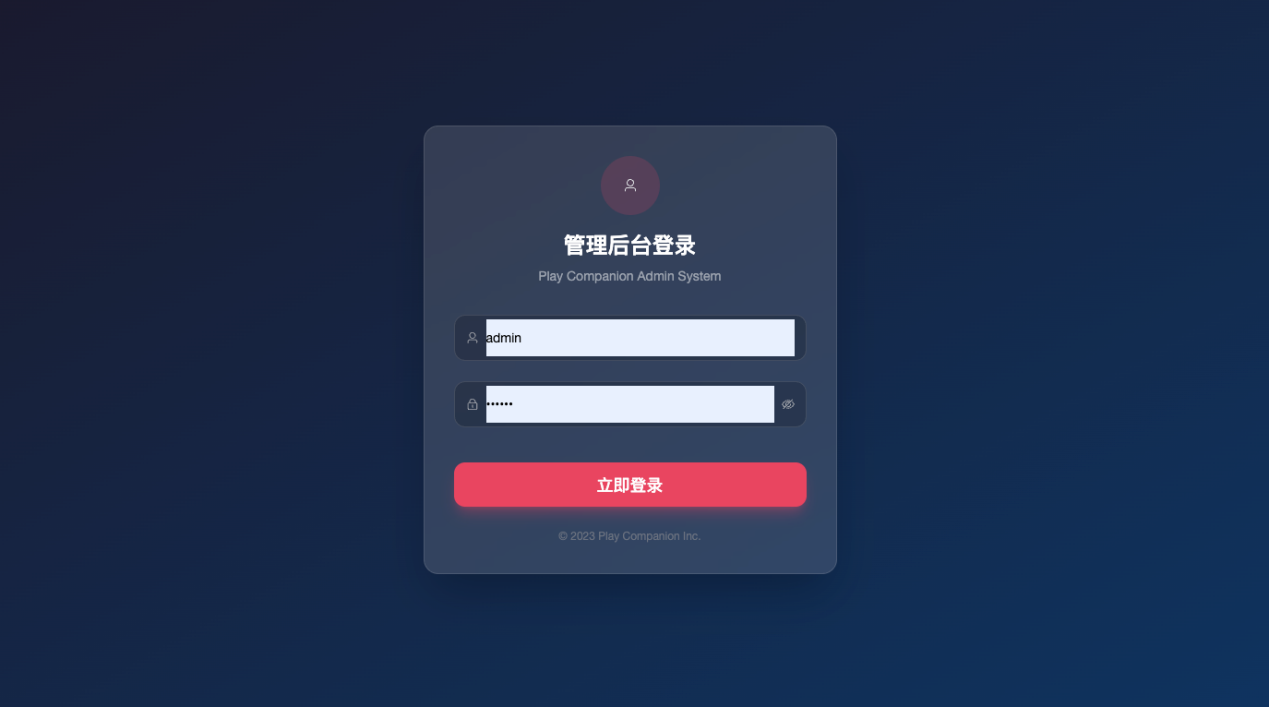 管理后台登录
Play Companion Admin System
admin
••••••
立即登录
© 2023 Play Companion Inc.